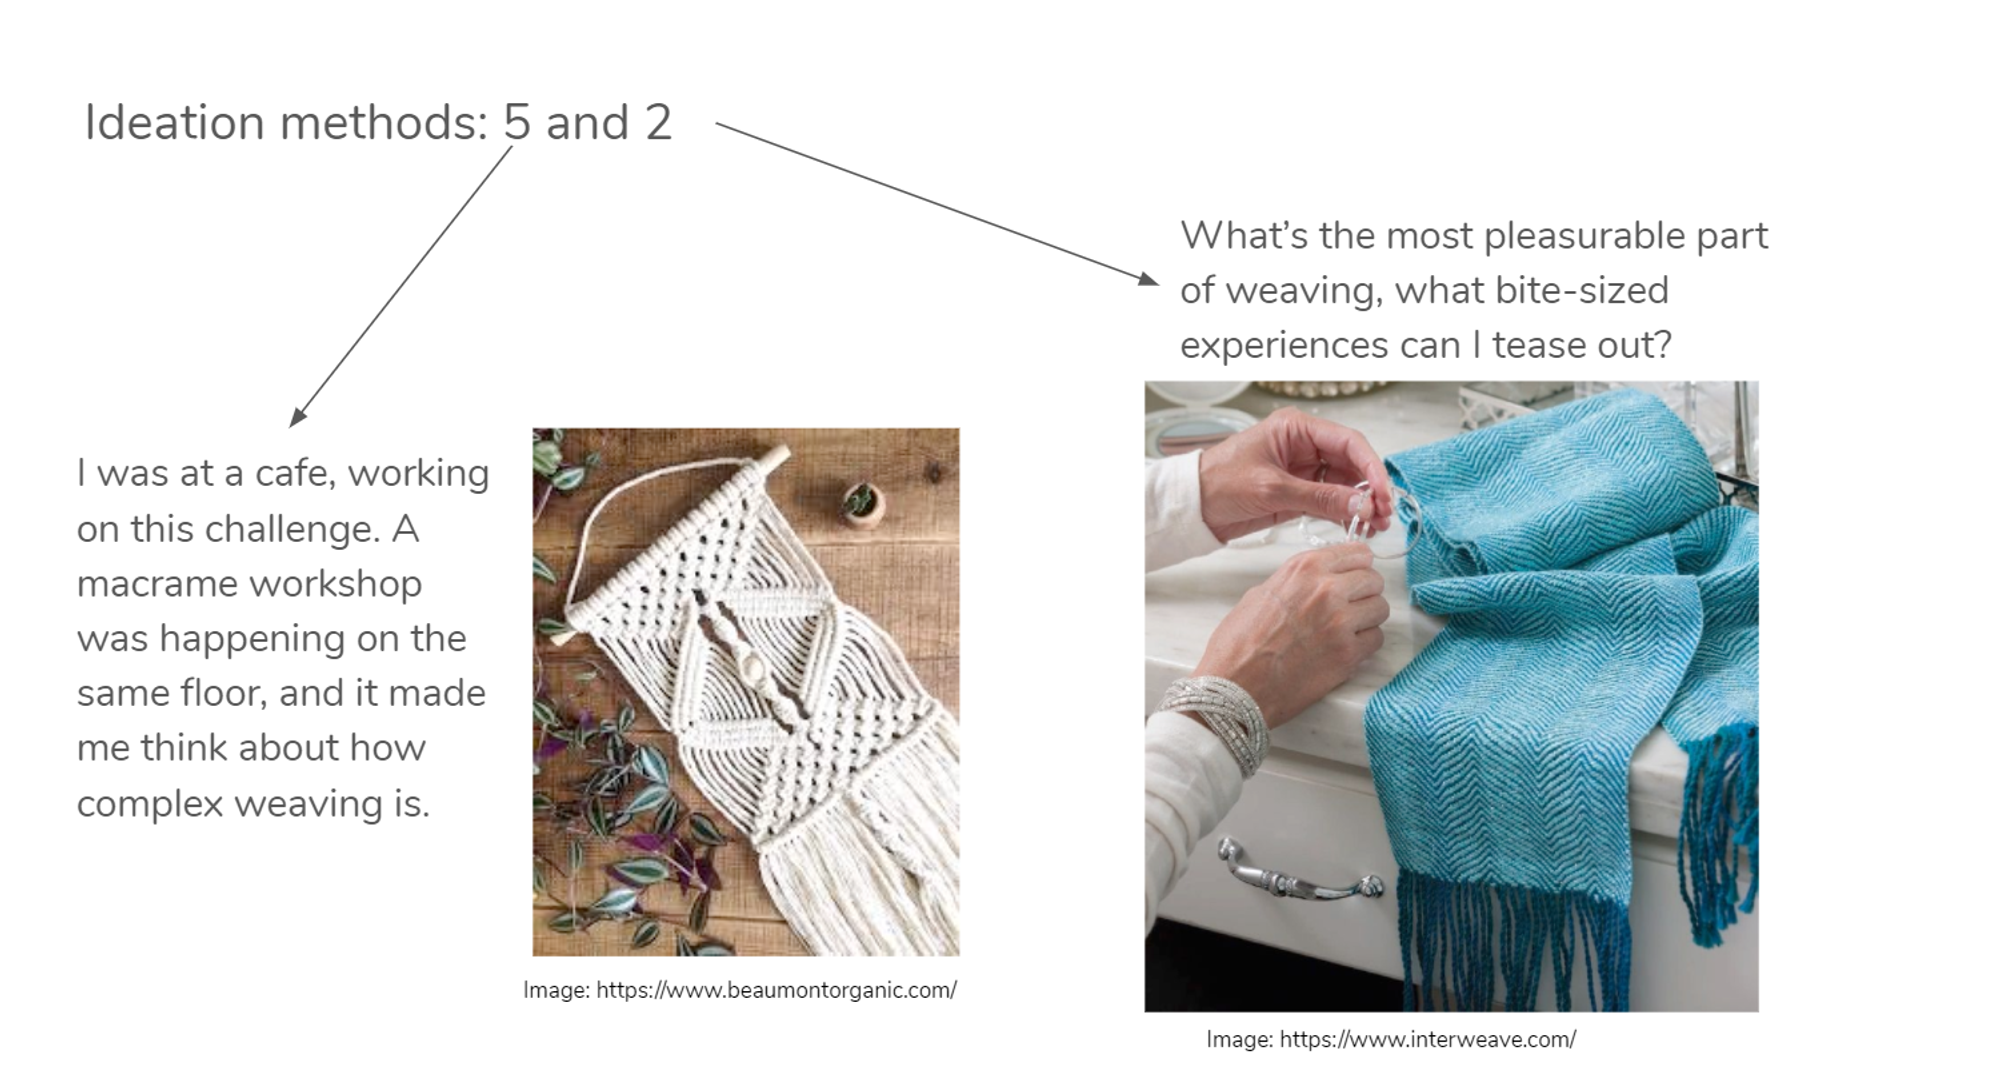 Ideation methods: 5 and 2
What's the most pleasurable part
of weaving, what bite-sized
experiences can I tease out?
I was at a cafe, working
on this challenge. A
macrame workshop
was happening on the
same floor, and it made
me think about how
complex weaving is.
Image: https://www.beaumontorganic.com/
Image: https://www.interweave.com/